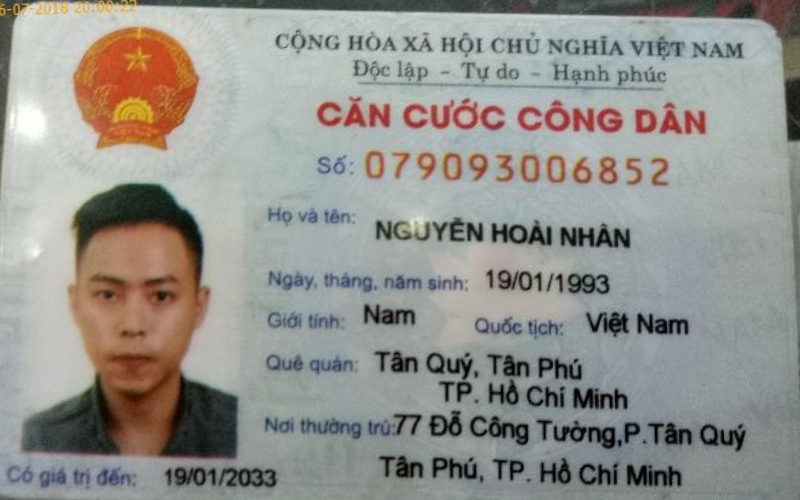 6-07-2018 20:00:22
CỘNG HÒA XÃ HỘI CHỦ NGHĨA VIỆT NAM
Độc lập - Tự do - Hạnh phúc
CĂN CƯỚC CÔNG DÂN
Số: 079093006852
Họ và tên: NGUYỄN HOÀI NHÂN
Ngày, tháng, năm sinh: 19/01/1993
Giới tính: Nam Quốc tịch: Việt Nam
Quê quán: Tân Quý, Tân Phú
TP. Hồ Chí Minh
Nơi thường trú: 77 Đỗ Công Tường,P.Tân Quý
Tân Phú, TP. Hồ Chí Minh
Có giá trị đến: 19/01/2033